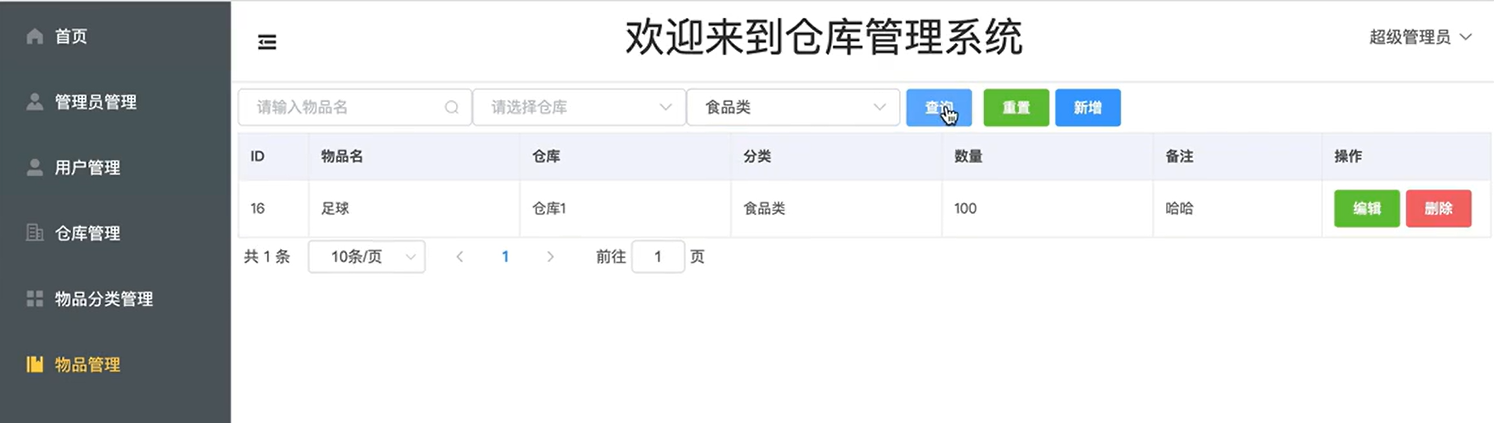 首页
管理员管理
用户管理
仓库管理
物品分类管理
物品管理
欢迎来到仓库管理系统
超级管理员
请输入物品名 请选择仓库 食品类 查询 重置 新增
ID 物品名 仓库 分类 数量 备注 操作
16 足球 仓库1 食品类 100 哈哈 编辑 删除
共 1 条 10条/页 1 前往 1 页